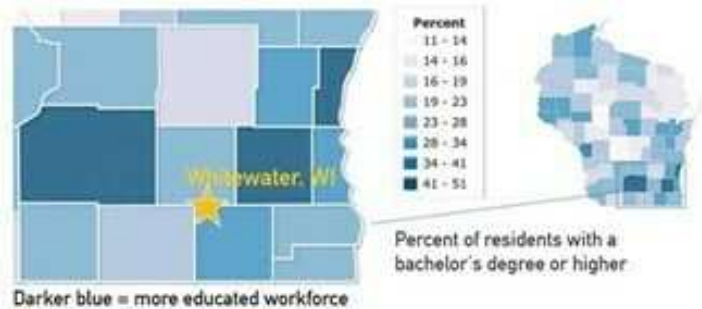 Percent
11 - 14
14 - 16
16 - 19
19 - 23
23 - 28
28 - 34
34 - 41
41 - 51
Whitewater, WI
Percent of residents with a
bachelor's degree or higher
Darker blue = more educated workforce